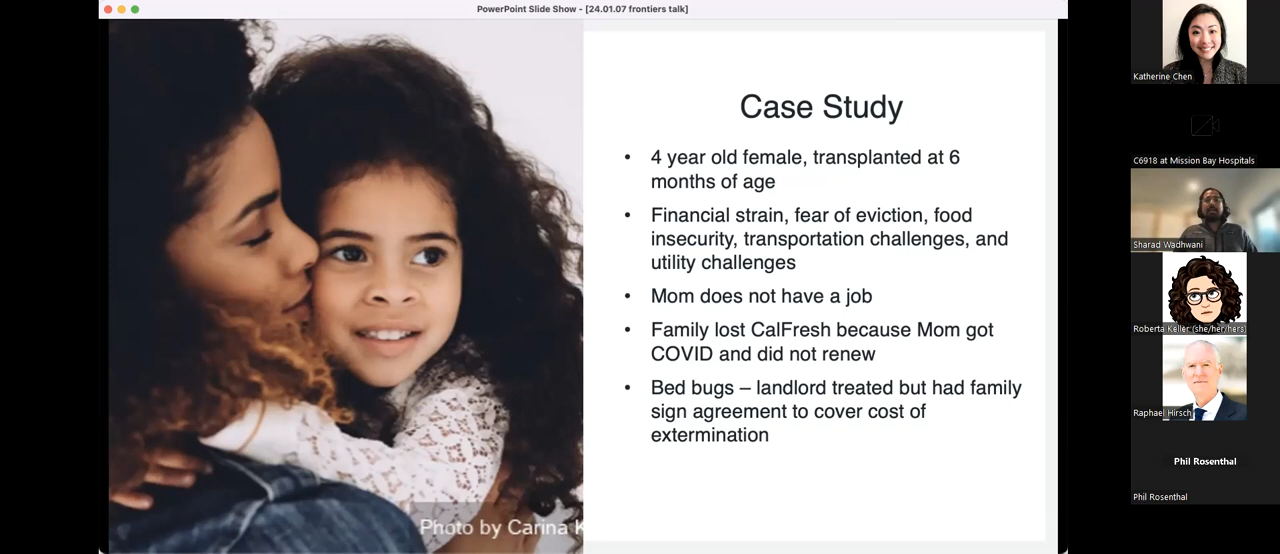 PowerPoint Slide Show - [24.01.07 frontiers talk]
Case Study
• 4 year old female, transplanted at 6
months of age
• Financial strain, fear of eviction, food
insecurity, transportation challenges, and
utility challenges
• Mom does not have a job
• Family lost CalFresh because Mom got
COVID and did not renew
• Bed bugs – landlord treated but had family
sign agreement to cover cost of
extermination
Photo by Carina K
Katherine Chen
C6918 at Mission Bay Hospitals
Sharad Wadhwani
Roberta Keller (she/her/hers)
Raphael Hirsch
Phil Rosenthal
Phil Rosenthal